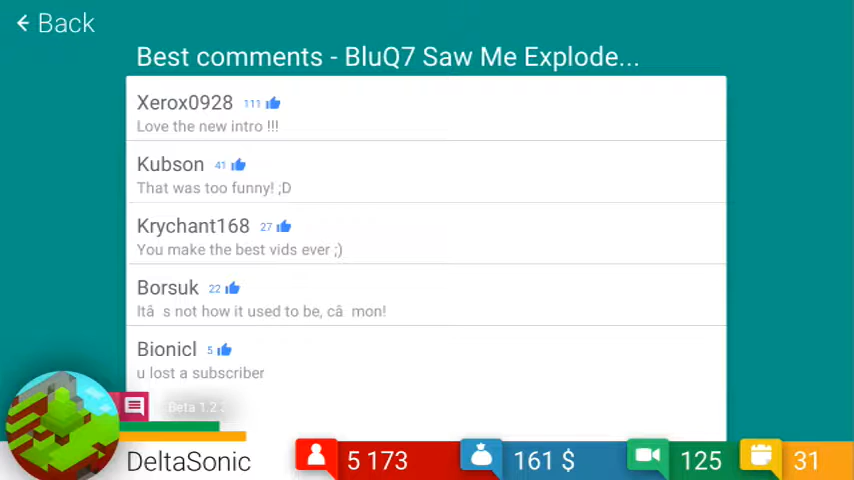 Back
Best comments - BluQ7 Saw Me Explode...
Xerox0928 111
Love the new intro !!!
Kubson 41
That was too funny! ;D
Krychant168 27
You make the best vids ever ;)
Borsuk 22
Itâ s not how it used to be, câ mon!
Bionicl 5
u lost a subscriber
Beta 1.2
DeltaSonic 5 173 161 $ 125 31